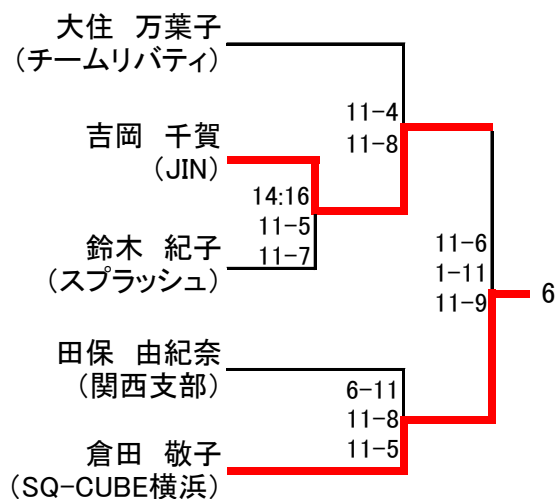 大住　万葉子
(チームリバティ)
11-4
11-8
吉岡　千賀
(JIN)
14:16
11-5
11-7
鈴木　紀子
(スプラッシュ)
11-6
1-11
11-9
6
田保　由紀奈
(関西支部)
6-11
11-8
11-5
倉田　敬子
(SQ-CUBE横浜)